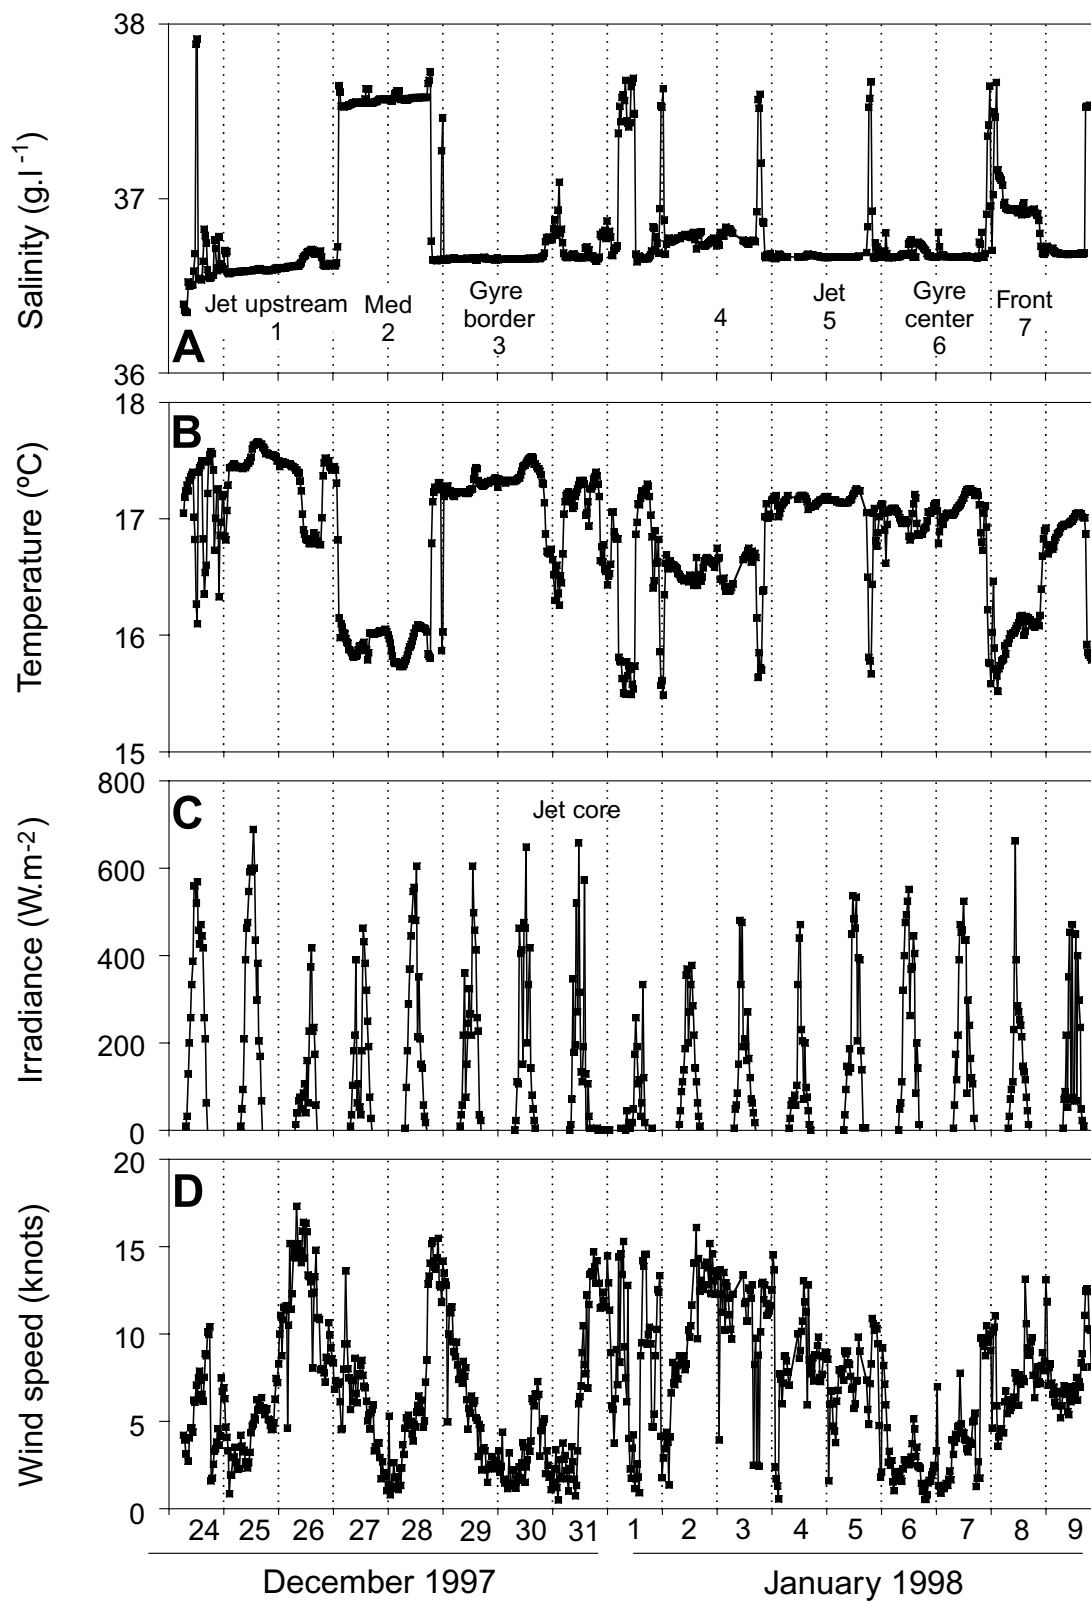 38
37
36
Salinity (g.l -1)
A
Jet upstream
1
Med
2
Gyre
border
3
4
Jet
5
Gyre
center
6
Front
7
18
17
16
15
Temperature (ºC)
B
800
600
400
200
0
Irradiance (W.m-2)
C
Jet core
20
15
10
5
0
Wind speed (knots)
D
24 25 26 27 28 29 30 31 1 2 3 4 5 6 7 8 9
December 1997 January 1998